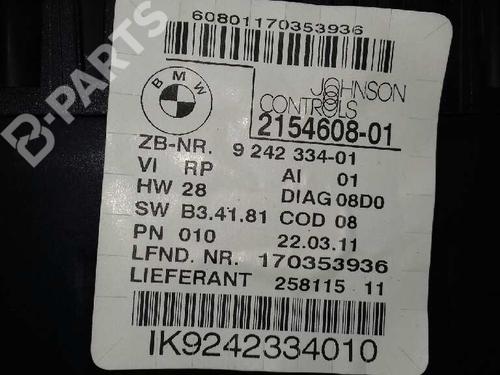 60801170353936
B-PARTS
BMW
JOHNSON
CONTROLS
2154608-01
ZB-NR. 9 242 334-01
VI RP AI 01
HW 28 DIAG 08D0
SW B3.41.81 COD 08
PN 010 22.03.11
LFND. NR. 170353936
LIEFERANT 258115 11
IK9242334010